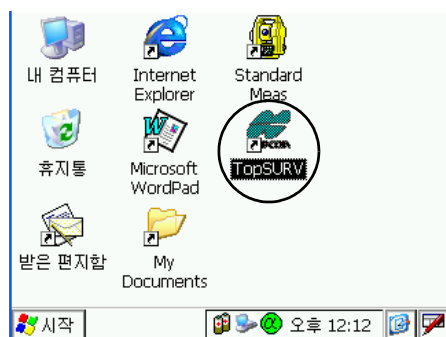 내 컴퓨터
Internet
Explorer
Standard
Meas
휴지통
Microsoft
WordPad
TopSURV
받은 편지함
My
Documents
시작
오후 12:12